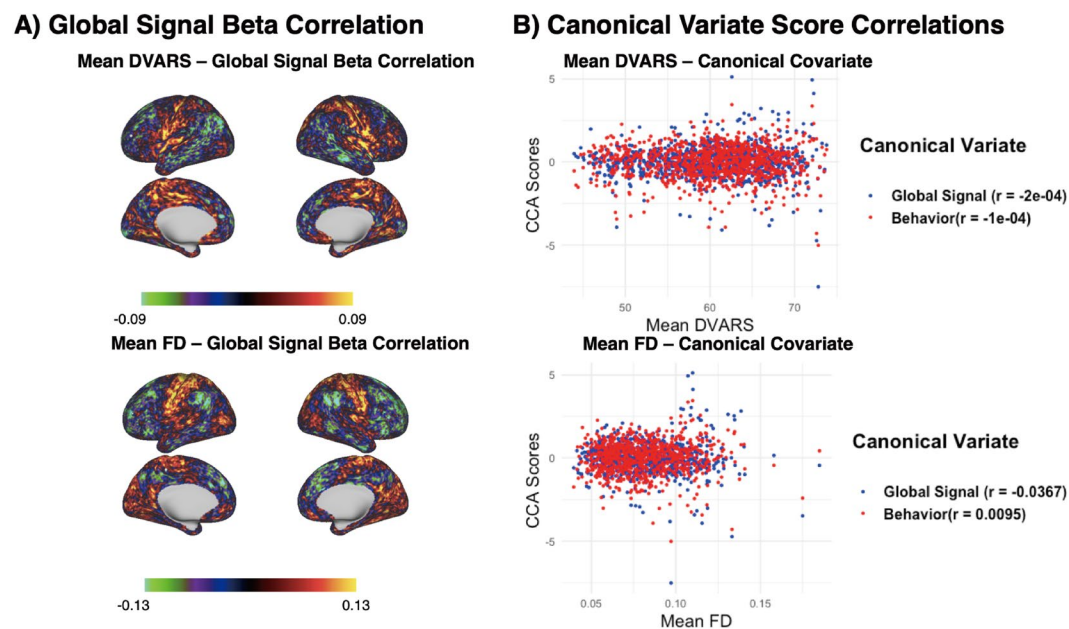 A) Global Signal Beta Correlation
Mean DVARS – Global Signal Beta Correlation
-0.09
0.09
Mean FD – Global Signal Beta Correlation
-0.13
0.13
B) Canonical Variate Score Correlations
Mean DVARS – Canonical Covariate
5
0
-5
CCA Scores
50
60
70
Mean DVARS
Canonical Variate
Global Signal (r = -2e-04)
Behavior(r = -1e-04)
Mean FD – Canonical Covariate
5
0
-5
CCA Scores
0.05
0.10
0.15
Mean FD
Canonical Variate
Global Signal (r = -0.0367)
Behavior(r = 0.0095)